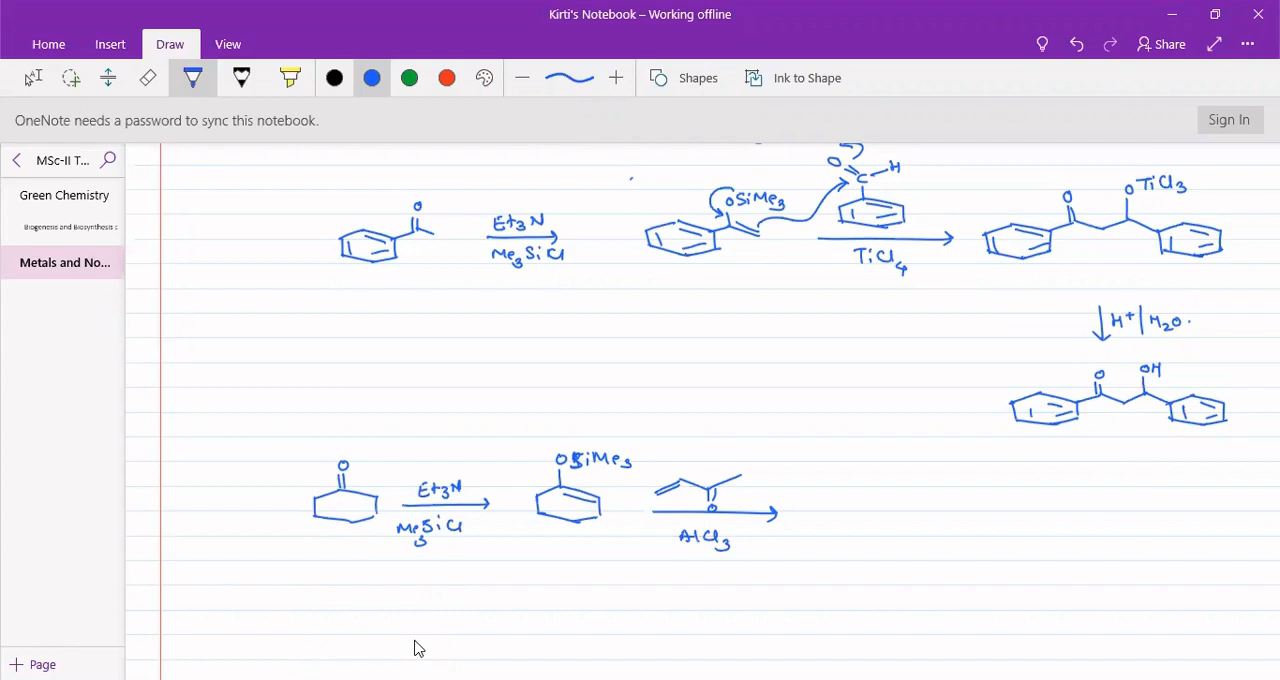 Kirti's Notebook – Working offline
Home Insert Draw View
Share
Shapes Ink to Shape
OneNote needs a password to sync this notebook.
Sign In
MSc-II T...
Green Chemistry
Biogenesis and Biosynthesis :
Metals and No...
Page
O
Et3N
Me3SiCl
OSiMe3
O
C
H
TiCl4
O
OTiCl3
H+ | H2O.
O
OH
O
Et3N
Me3SiCl
OSiMe3
O
AlCl3